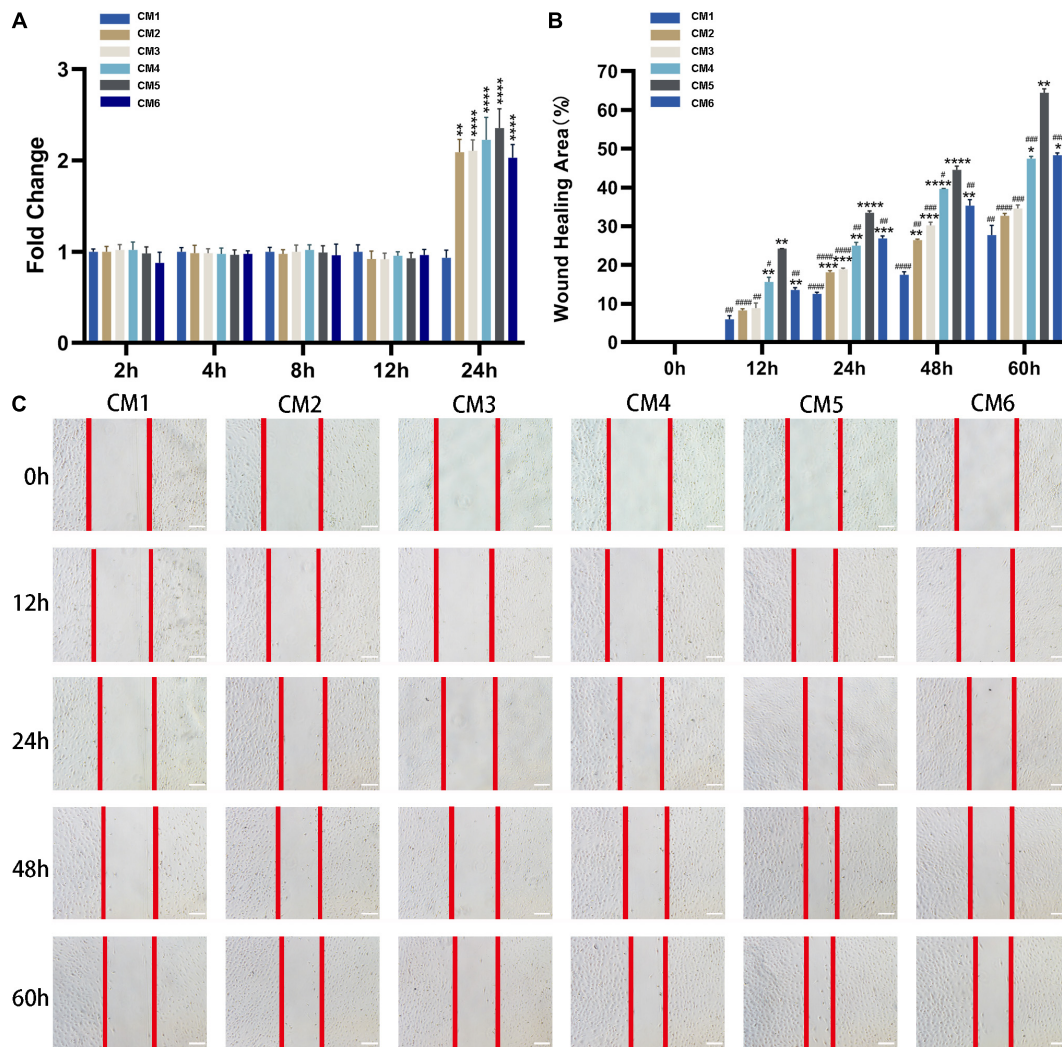 A
CM1
CM2
CM3
CM4
CM5
CM6
3
2
1
0
Fold Change
** **** **** **** ****
2h 4h 8h 12h 24h
B
CM1
CM2
CM3
CM4
CM5
CM6
70
60
50
40
30
20
10
0
Wound Healing Area (%)
## #### ## # ** ** ## **
#### #### *** #### *** ## ** **** ## ***
#### ## ** ### *** # **** **** ## **
## #### ### ### * ** ### *
0h 12h 24h 48h 60h
C
CM1 CM2 CM3 CM4 CM5 CM6
0h
12h
24h
48h
60h